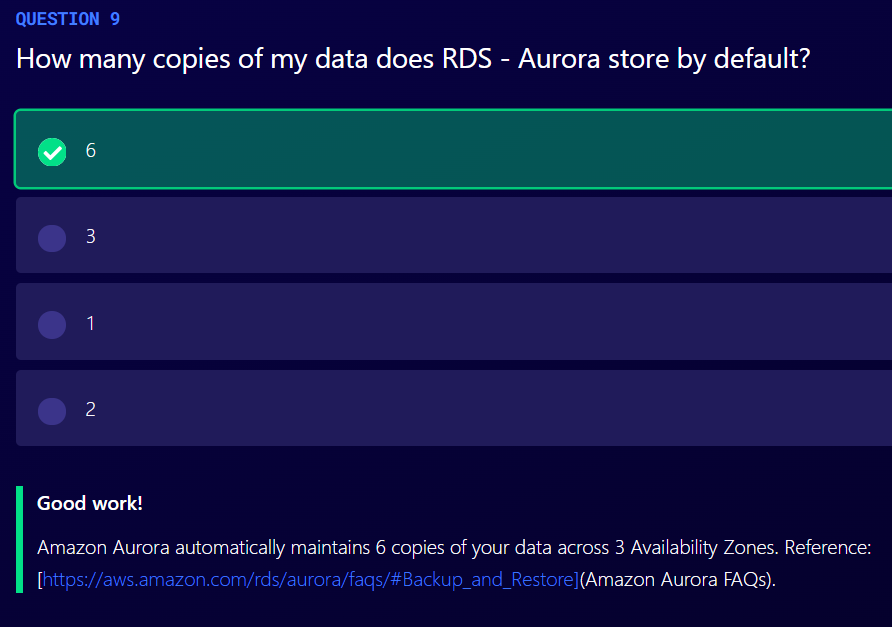 QUESTION 9
How many copies of my data does RDS - Aurora store by default?
6
3
1
2
Good work!
Amazon Aurora automatically maintains 6 copies of your data across 3 Availability Zones. Reference:
[https://aws.amazon.com/rds/aurora/faqs/#Backup_and_Restore](Amazon Aurora FAQs).